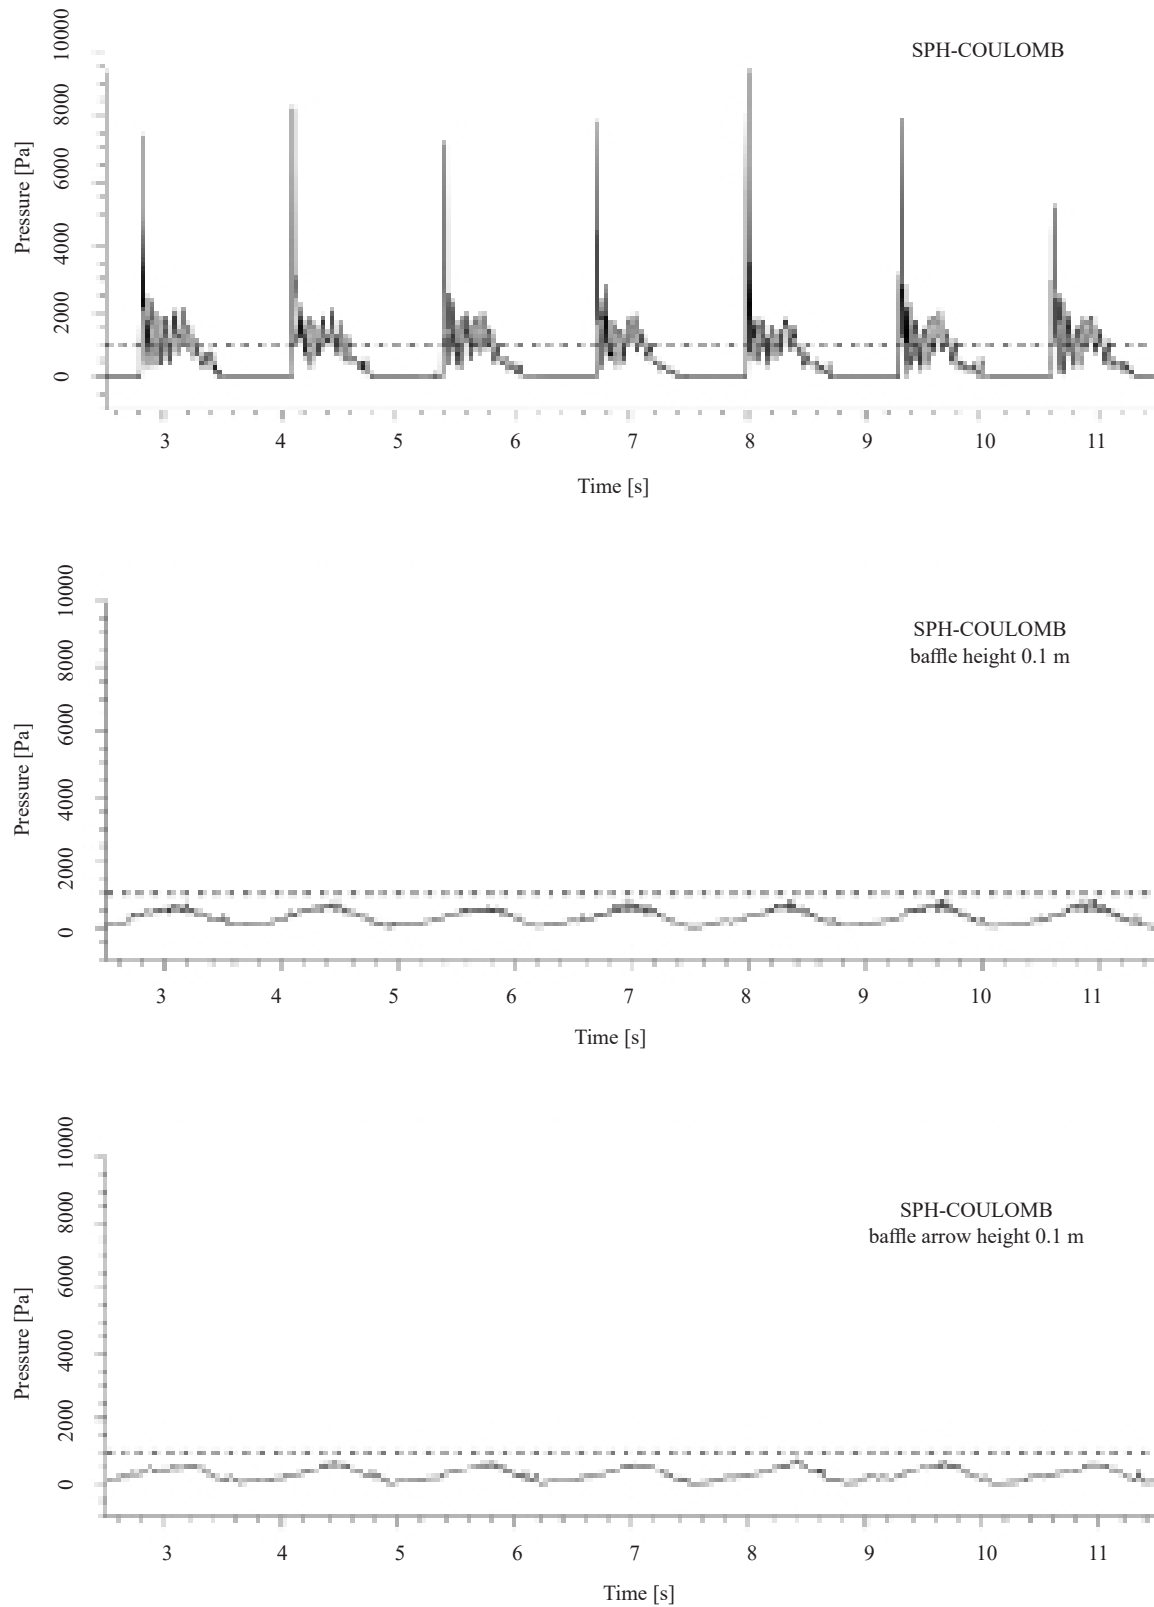 SPH-COULOMB
10000
8000
6000
4000
2000
0
Pressure [Pa]
3 4 5 6 7 8 9 10 11
Time [s]
SPH-COULOMB
baffle height 0.1 m
10000
8000
6000
4000
2000
0
Pressure [Pa]
3 4 5 6 7 8 9 10 11
Time [s]
SPH-COULOMB
baffle arrow height 0.1 m
10000
8000
6000
4000
2000
0
Pressure [Pa]
3 4 5 6 7 8 9 10 11
Time [s]